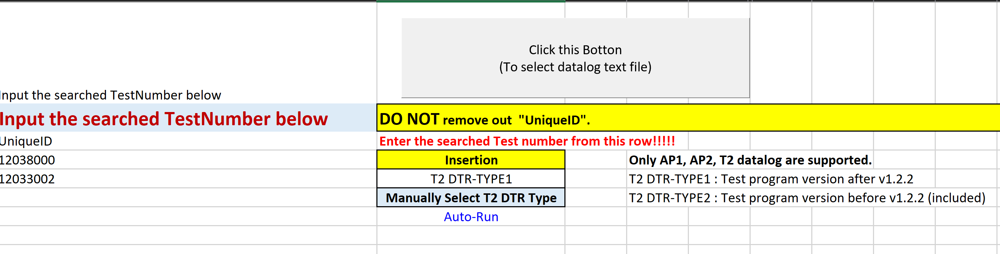 Click this Botton
(To select datalog text file)
Input the searched TestNumber below
Input the searched TestNumber below
DO NOT remove out "UniqueID".
UniqueID
Enter the searched Test number from this row!!!!!
12038000
Insertion
Only AP1, AP2, T2 datalog are supported.
12033002
T2 DTR-TYPE1
T2 DTR-TYPE1 : Test program version after v1.2.2
Manually Select T2 DTR Type
T2 DTR-TYPE2 : Test program version before v1.2.2 (included)
Auto-Run